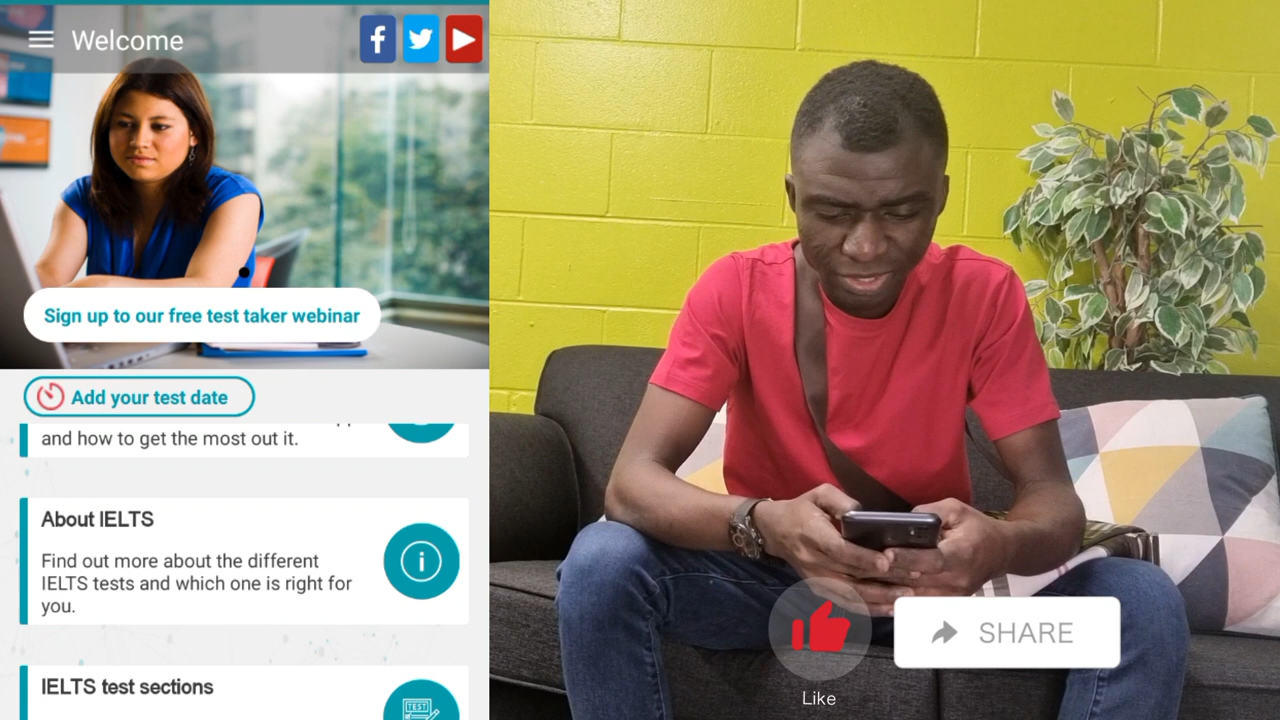 Welcome
Sign up to our free test taker webinar
Add your test date
and how to get the most out it.
About IELTS
Find out more about the different
IELTS tests and which one is right for
you.
IELTS test sections
TEST
SHARE
Like